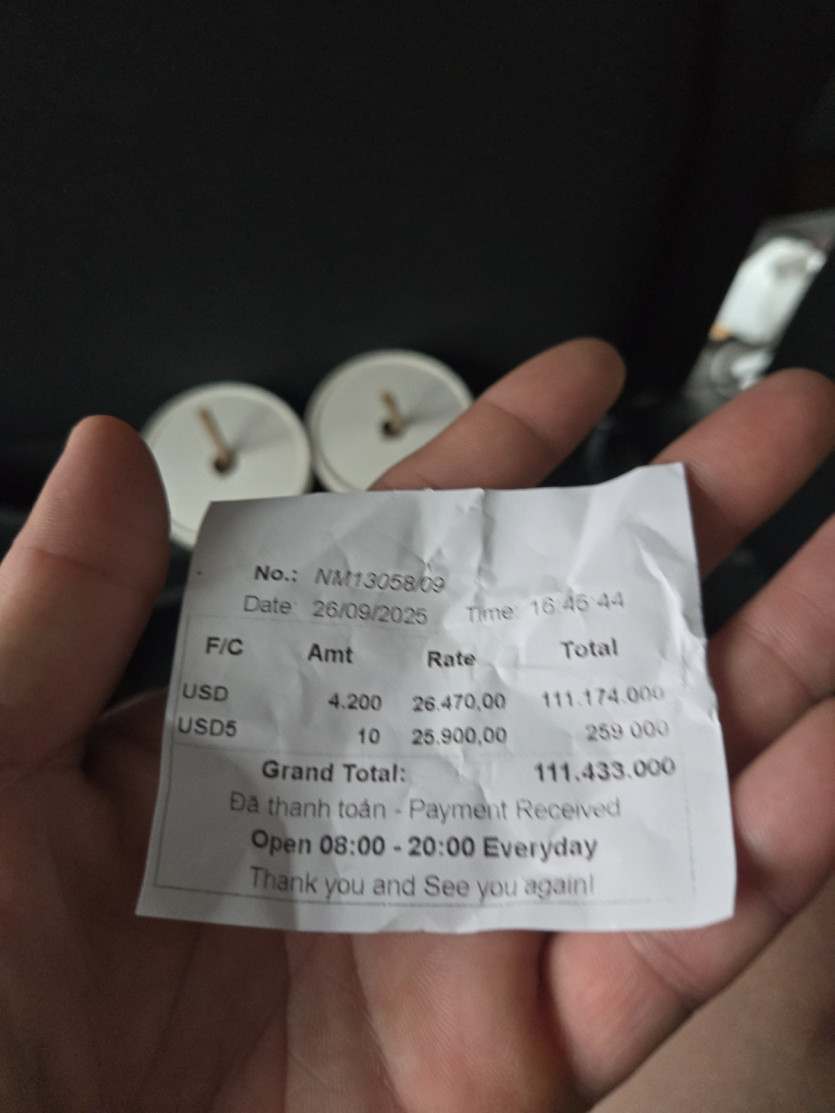 No.: NM13058/09
Date: 26/09/2025 Time: 16:45:44
F/C Amt Rate Total
USD 4.200 26.470,00 111.174.000
USD5 10 25.900,00 259.000
Grand Total: 111.433.000
Đã thanh toán - Payment Received
Open 08:00 - 20:00 Everyday
Thank you and See you again!